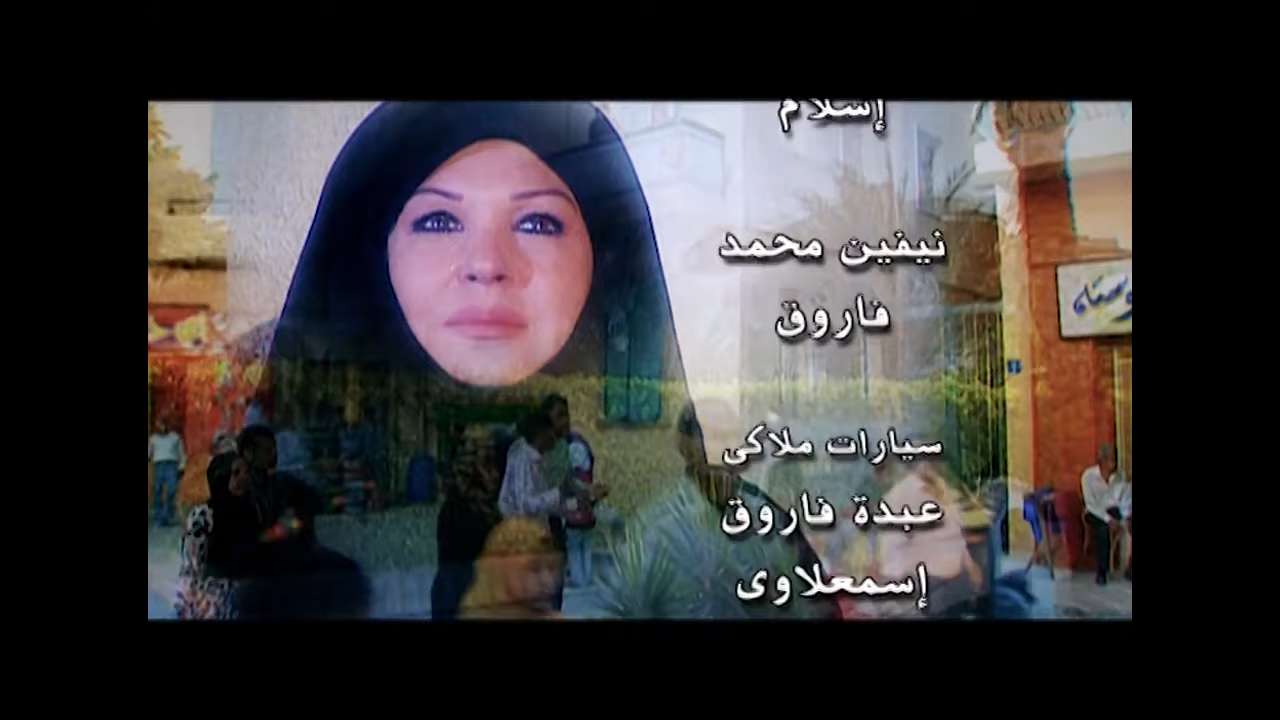 إسلام
نيفين محمد
فاروق
سيارات ملاكى
عبدة فاروق
إسمعلاوى